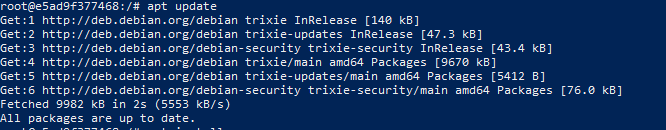 root@e5ad9f377468:/# apt update
Get:1 http://deb.debian.org/debian trixie InRelease [140 kB]
Get:2 http://deb.debian.org/debian trixie-updates InRelease [47.3 kB]
Get:3 http://deb.debian.org/debian-security trixie-security InRelease [43.4 kB]
Get:4 http://deb.debian.org/debian trixie/main amd64 Packages [9670 kB]
Get:5 http://deb.debian.org/debian trixie-updates/main amd64 Packages [5412 B]
Get:6 http://deb.debian.org/debian-security trixie-security/main amd64 Packages [76.0 kB]
Fetched 9982 kB in 2s (5553 kB/s)
All packages are up to date.